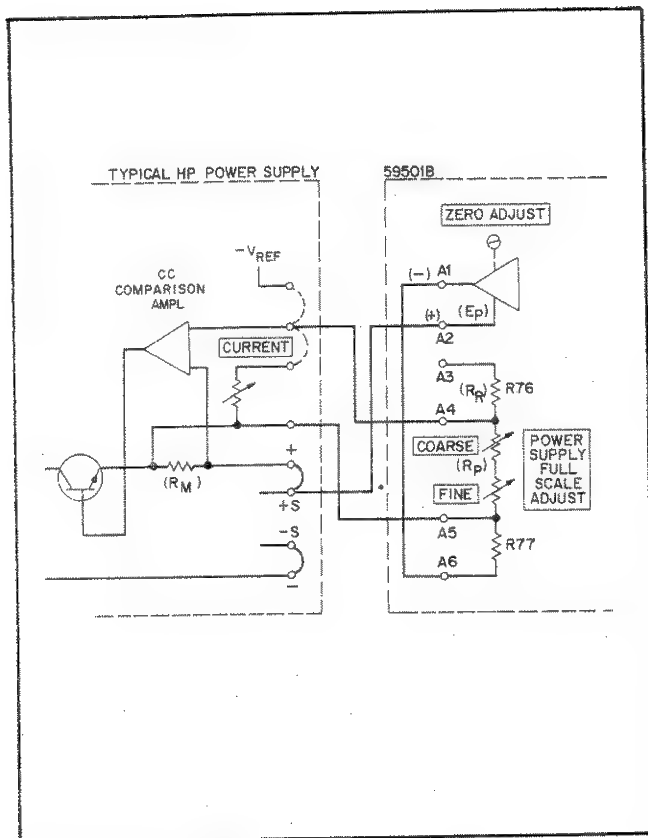 TYPICAL HP POWER SUPPLY
59501B
ZERO ADJUST
-VREF
CC
COMPARISON
AMPL
(-) A1
(+) (EP)
A2
CURRENT
A3
(RR) R76
A4
COARSE
(RP)
POWER
SUPPLY
FULL
SCALE
ADJUST
FINE
+
(RM)
+S
A5
-S
R77
A6
-